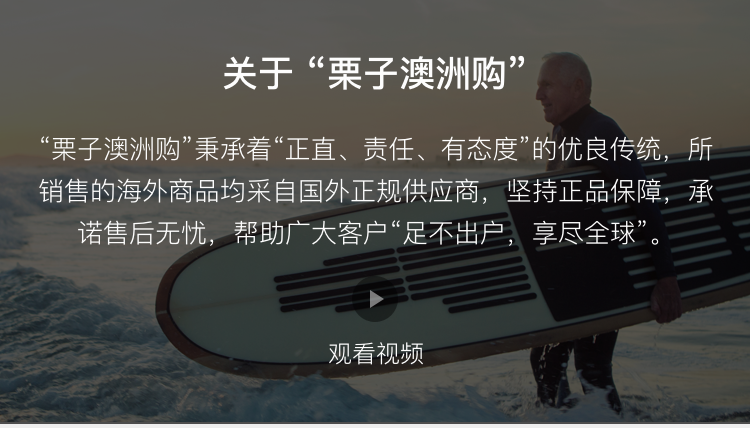 关于 “栗子澳洲购”
“栗子澳洲购”秉承着“正直、责任、有态度”的优良传统，所
销售的海外商品均采自国外正规供应商，坚持正品保障，承
诺售后无忧，帮助广大客户“足不出户，享尽全球”。
观看视频